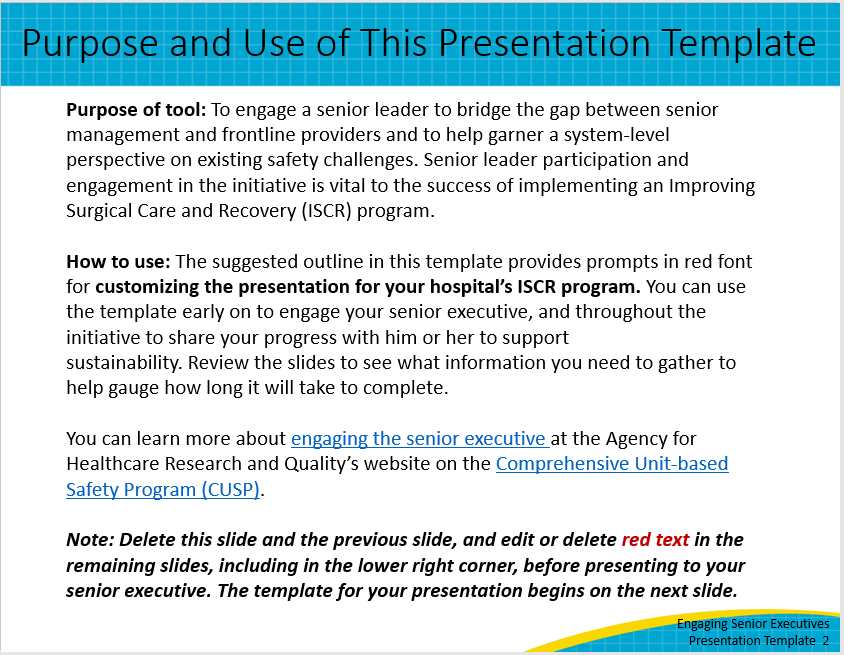 Purpose and Use of This Presentation Template
Purpose of tool: To engage a senior leader to bridge the gap between senior
management and frontline providers and to help garner a system-level
perspective on existing safety challenges. Senior leader participation and
engagement in the initiative is vital to the success of implementing an Improving
Surgical Care and Recovery (ISCR) program.
How to use: The suggested outline in this template provides prompts in red font
for customizing the presentation for your hospital’s ISCR program. You can use
the template early on to engage your senior executive, and throughout the
initiative to share your progress with him or her to support
sustainability. Review the slides to see what information you need to gather to
help gauge how long it will take to complete.
You can learn more about engaging the senior executive at the Agency for
Healthcare Research and Quality’s website on the Comprehensive Unit-based
Safety Program (CUSP).
Note: Delete this slide and the previous slide, and edit or delete red text in the
remaining slides, including in the lower right corner, before presenting to your
senior executive. The template for your presentation begins on the next slide.
Engaging Senior Executives
Presentation Template 2